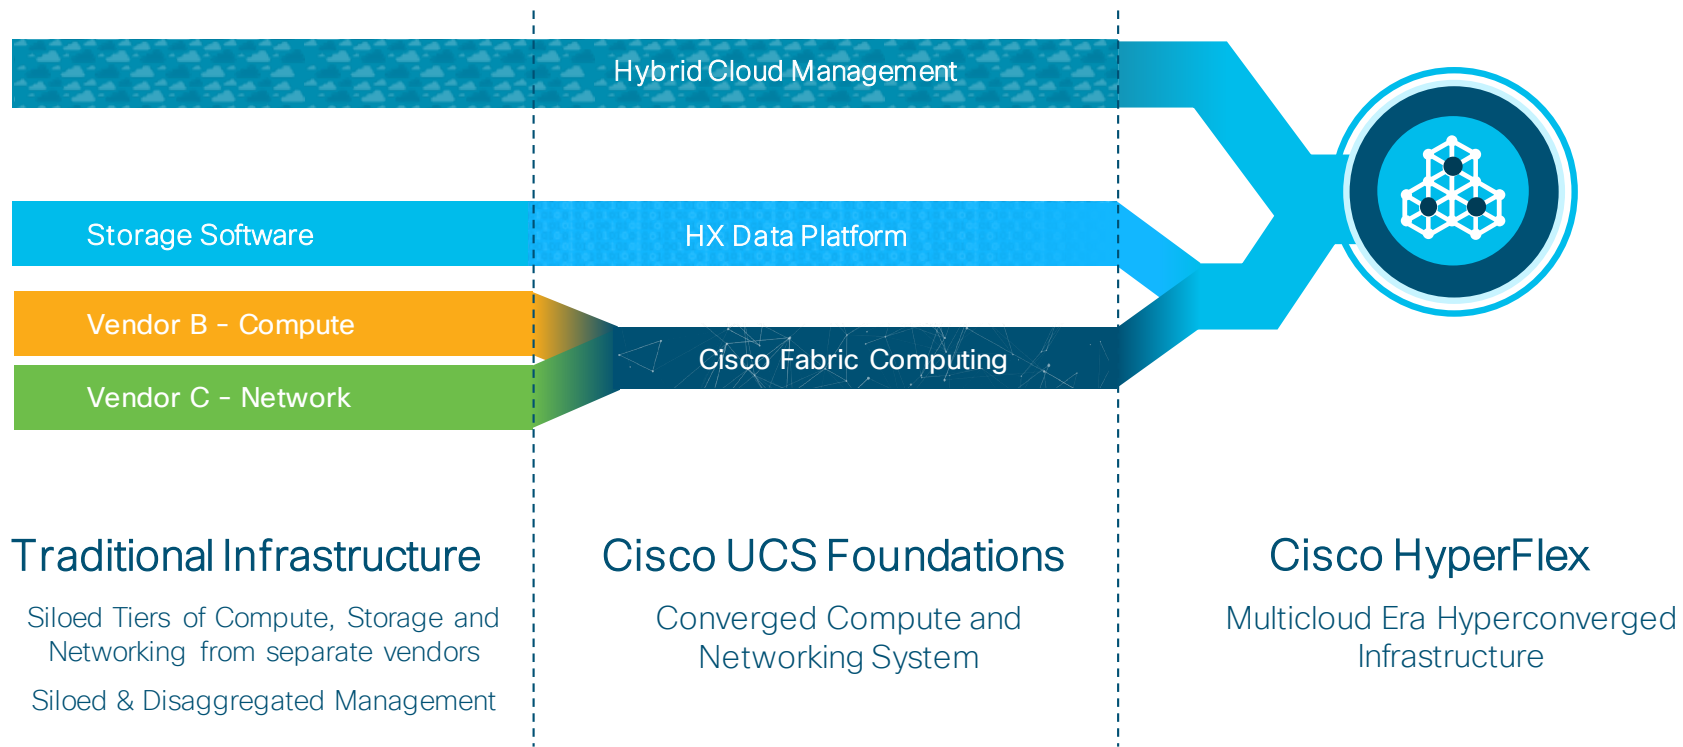 Hybrid Cloud Management
Storage Software
HX Data Platform
Vendor B - Compute
Cisco Fabric Computing
Vendor C - Network
Traditional Infrastructure
Siloed Tiers of Compute, Storage and
Networking from separate vendors
Siloed & Disaggregated Management
Cisco UCS Foundations
Converged Compute and
Networking System
Cisco HyperFlex
Multicloud Era Hyperconverged
Infrastructure